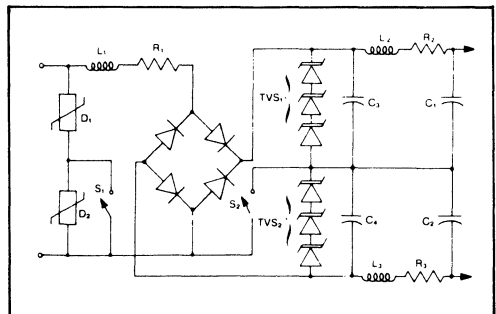 L₁ R₁ L₂ R₂
D₁ TVS₁ C₃ C₁
S₁ S₂
D₂ TVS₂ C₄ C₂
L₃ R₃